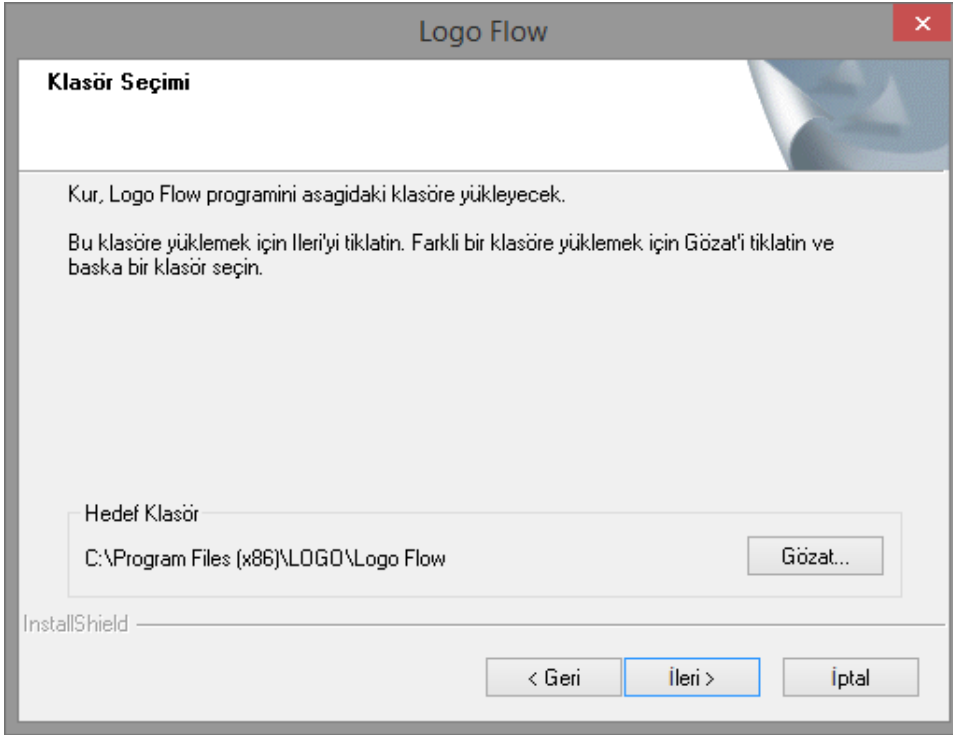 Logo Flow
Klasör Seçimi
Kur, Logo Flow programini asagidaki klasöre yükleyecek.
Bu klasöre yüklemek için Ileri'yi tiklatin. Farkli bir klasöre yüklemek için Gözat'i tiklatin ve
baska bir klasör seçin.
Hedef Klasör
C:\Program Files (x86)\LOGO\Logo Flow
Gözat...
InstallShield
< Geri
İleri >
İptal